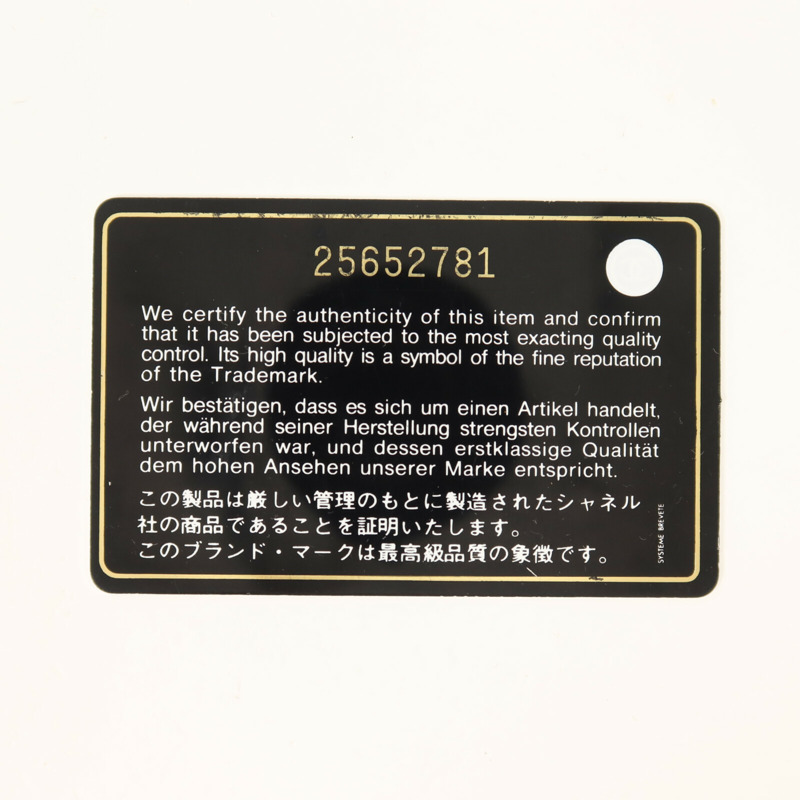 25652781
We certify the authenticity of this item and confirm
that it has been subjected to the most exacting quality
control. Its high quality is a symbol of the fine reputation
of the Trademark.
Wir bestätigen, dass es sich um einen Artikel handelt,
der während seiner Herstellung strengsten Kontrollen
unterworfen war, und dessen erstklassige Qualität
dem hohen Ansehen unserer Marke entspricht.
この製品は厳しい管理のもとに製造されたシャネル
社の商品であることを証明いたします。
このブランド・マークは最高級品質の象徴です。
SYSTEME BREVETE